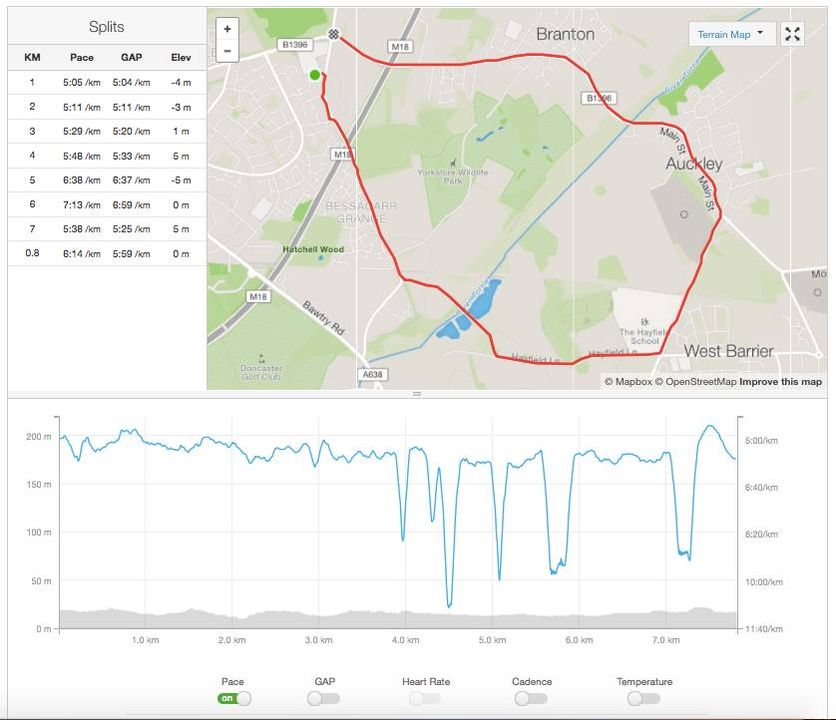 Splits
KM Pace GAP Elev
1 5:05 /km 5:04 /km -4 m
2 5:11 /km 5:11 /km -3 m
3 5:29 /km 5:20 /km 1 m
4 5:48 /km 5:33 /km 5 m
5 6:38 /km 6:37 /km -5 m
6 7:13 /km 6:59 /km 0 m
7 5:38 /km 5:25 /km 5 m
0.8 6:14 /km 5:59 /km 0 m
+
−
Terrain Map
B1396
M18
Branton
B1396
Main St
Auckley
Main St
M18
Yorkshire Wildlife
Park
BESSACARR
GRANGE
Hatchell Wood
M18
Bawtry Rd
Mo
The Hayfield
School
Hayfield Ln
Hayfield Ln
West Barrier
Doncaster
Golf Club
A638
© Mapbox © OpenStreetMap Improve this map
200 m
150 m
100 m
50 m
0 m
5:00/km
6:40/km
8:20/km
10:00/km
11:40/km
1.0 km 2.0 km 3.0 km 4.0 km 5.0 km 6.0 km 7.0 km
Pace GAP Heart Rate Cadence Temperature
on